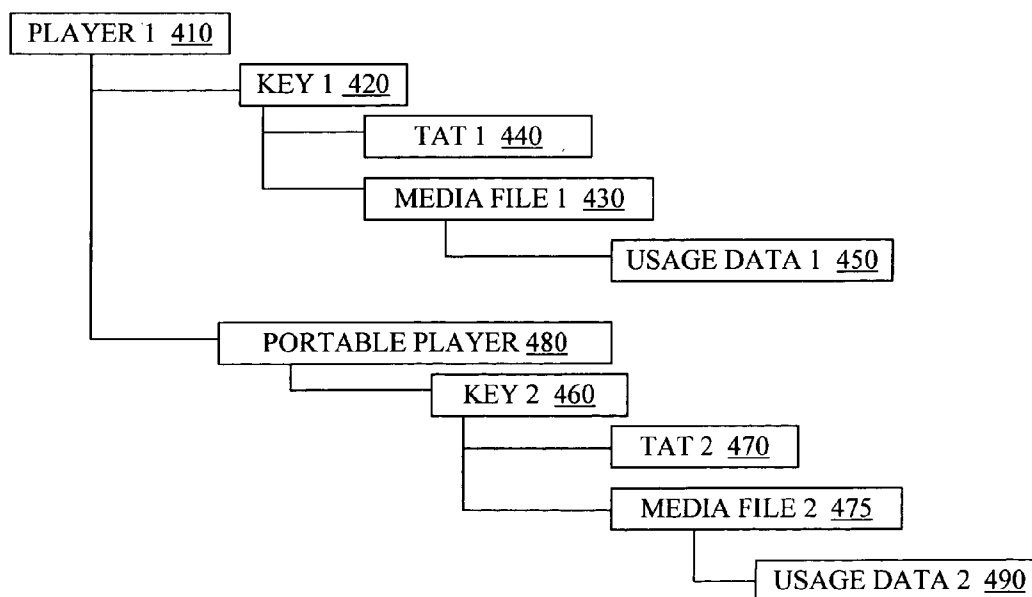 PLAYER 1 410
KEY 1 420
TAT 1 440
MEDIA FILE 1 430
USAGE DATA 1 450
PORTABLE PLAYER 480
KEY 2 460
TAT 2 470
MEDIA FILE 2 475
USAGE DATA 2 490